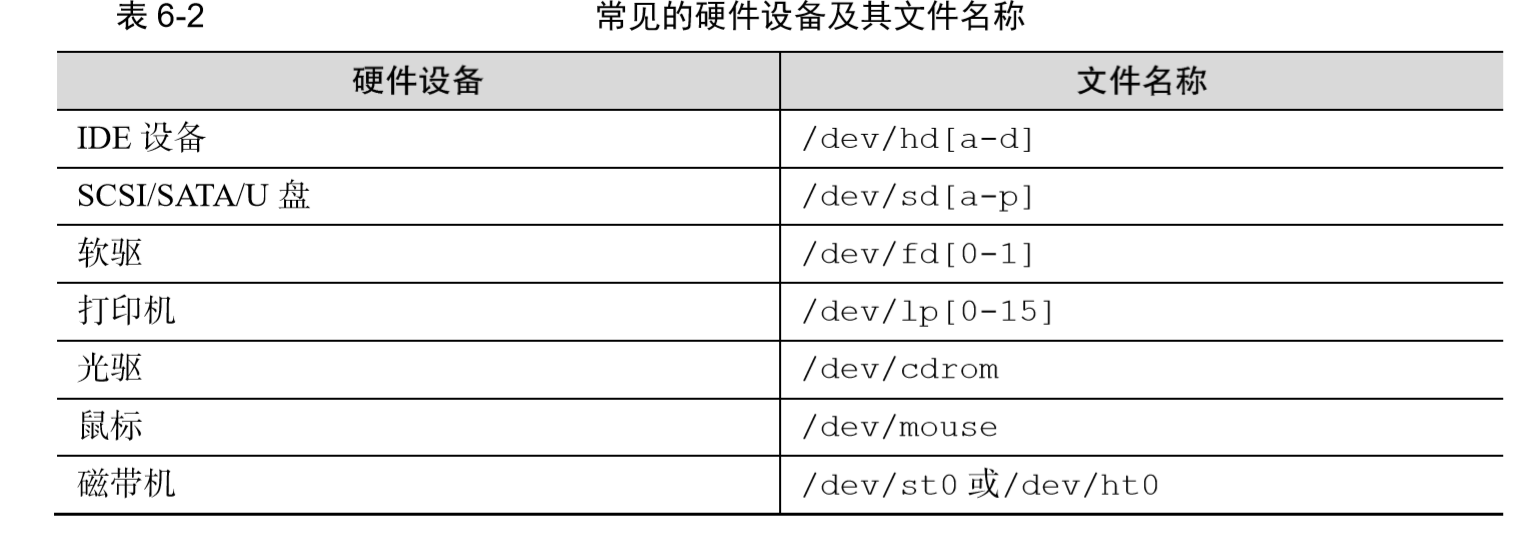 表 6-2 常见的硬件设备及其文件名称
硬件设备 文件名称
IDE 设备 /dev/hd[a-d]
SCSI/SATA/U 盘 /dev/sd[a-p]
软驱 /dev/fd[0-1]
打印机 /dev/lp[0-15]
光驱 /dev/cdrom
鼠标 /dev/mouse
磁带机 /dev/st0 或/dev/ht0